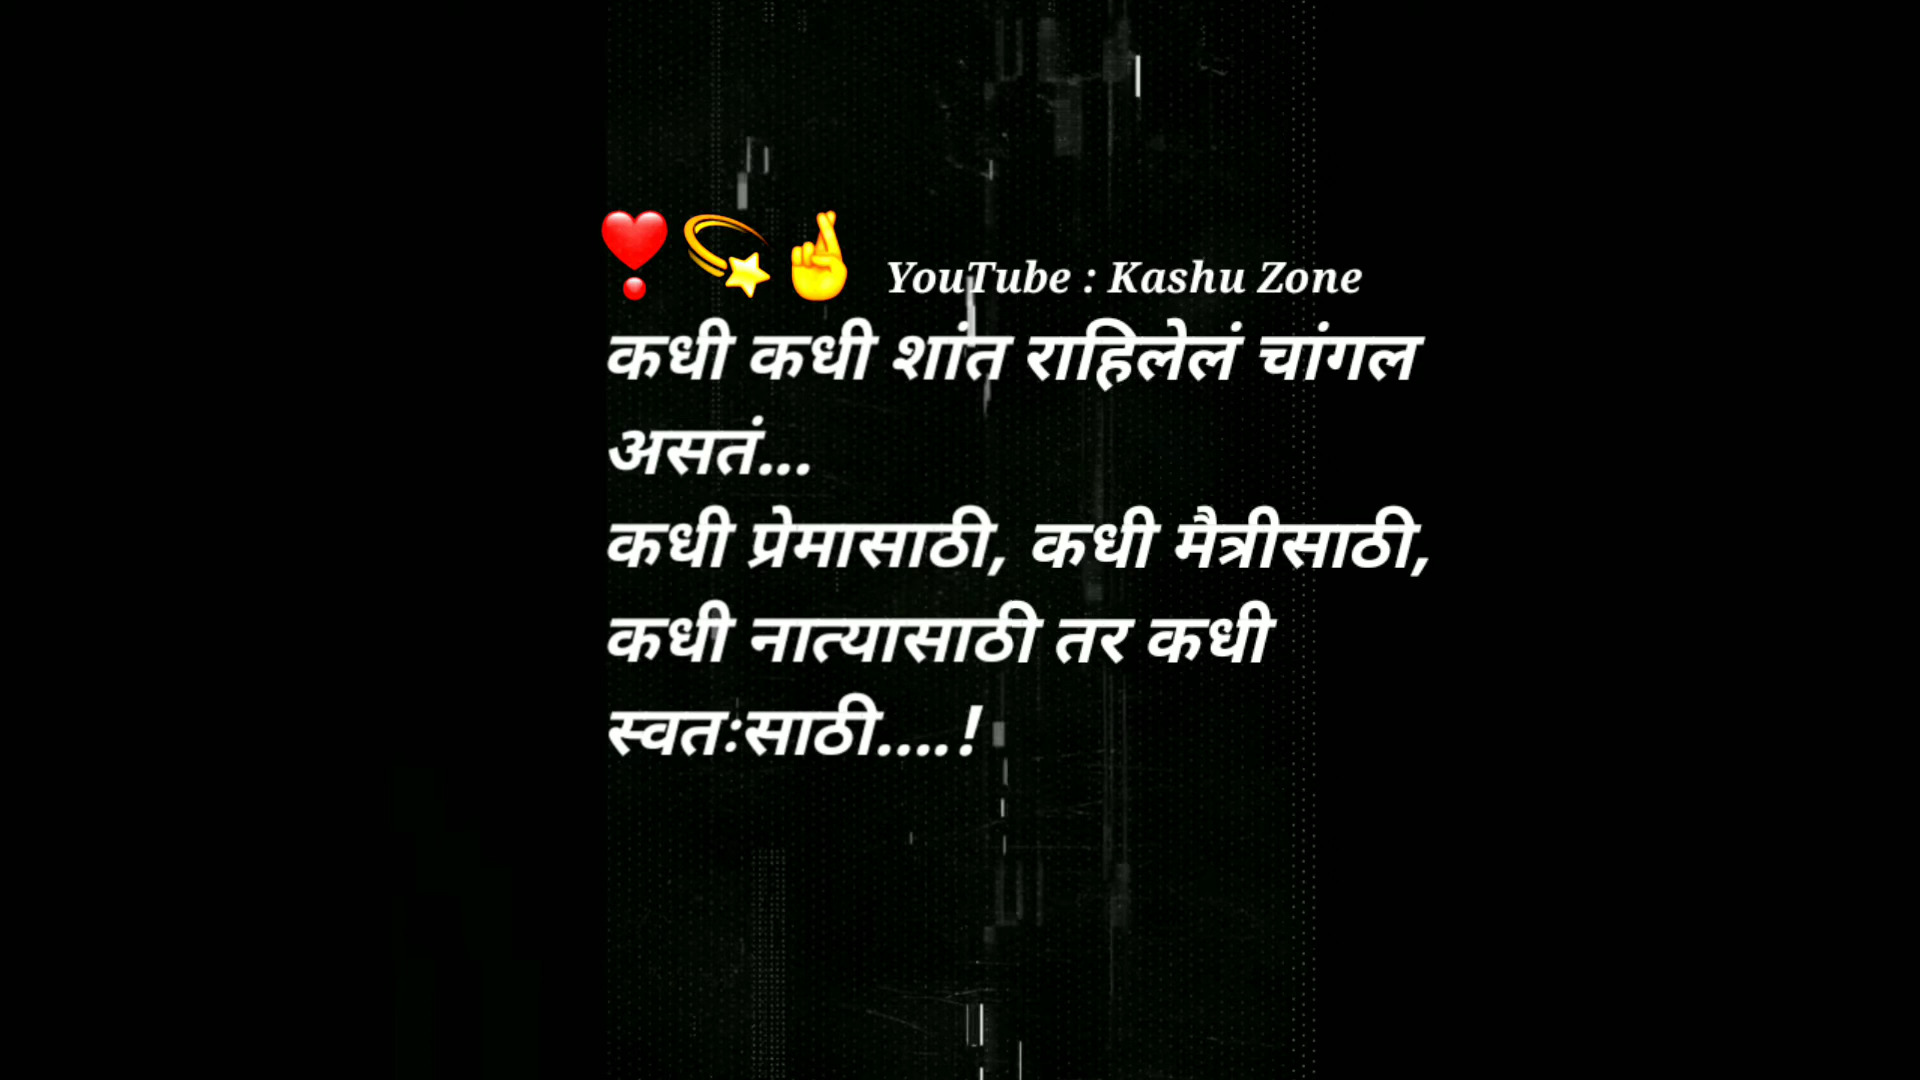 ❣️💫🤞 YouTube : Kashu Zone
कधी कधी शांत राहिलेलं चांगल
असतं...
कधी प्रेमासाठी, कधी मैत्रीसाठी,
कधी नात्यासाठी तर कधी
स्वतःसाठी....!